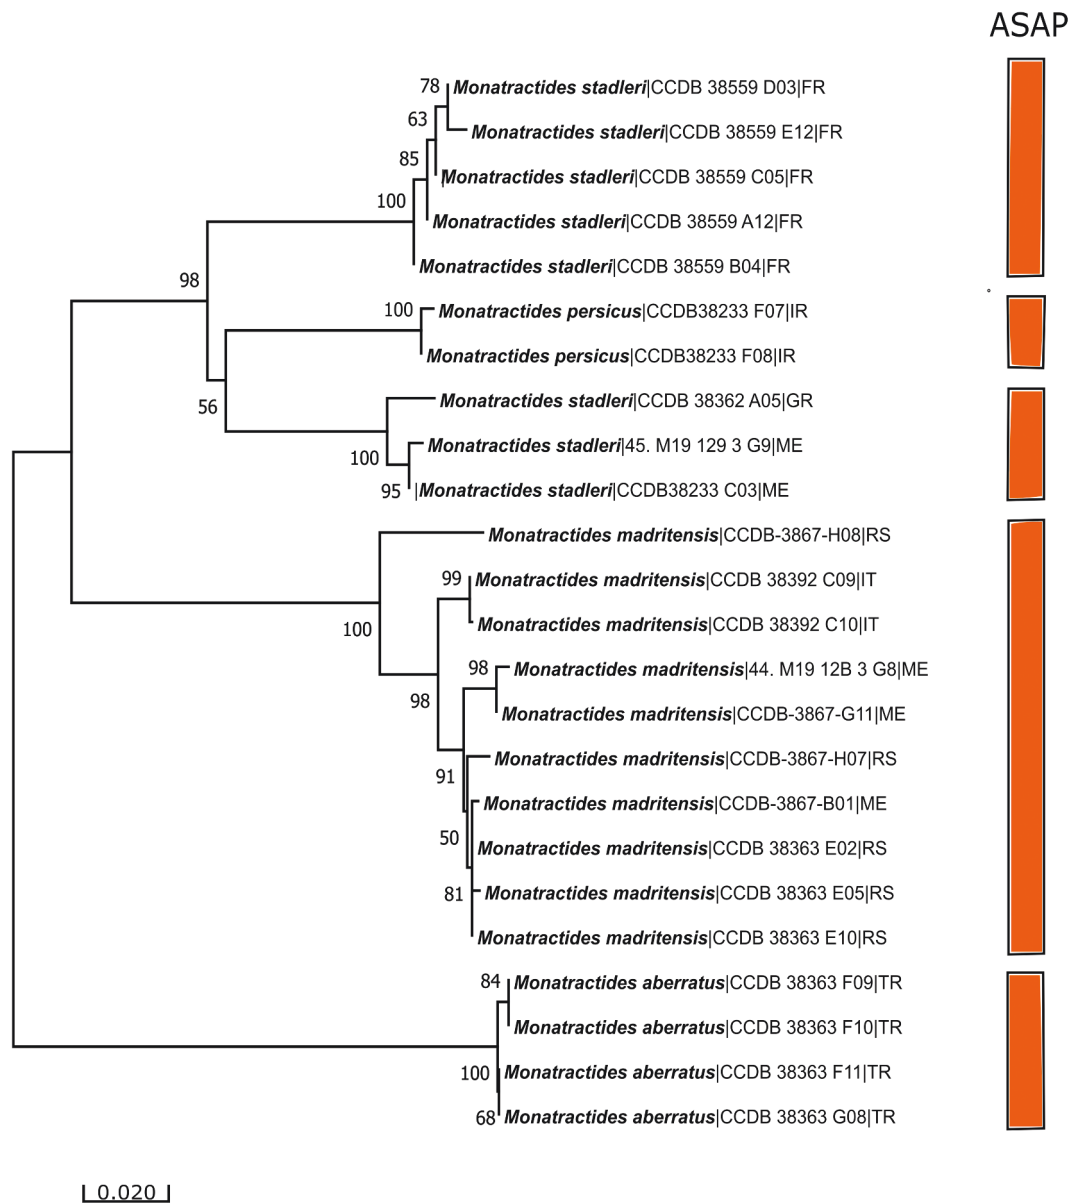 ASAP
78
Monatractides stadleri|CCDB 38559 D03|FR
63
Monatractides stadleri|CCDB 38559 E12|FR
85
Monatractides stadleri|CCDB 38559 C05|FR
100
Monatractides stadleri|CCDB 38559 A12|FR
Monatractides stadleri|CCDB 38559 B04|FR
98
100
Monatractides persicus|CCDB38233 F07|IR
Monatractides persicus|CCDB38233 F08|IR
56
Monatractides stadleri|CCDB 38362 A05|GR
Monatractides stadleri|45. M19 129 3 G9|ME
100
95
|Monatractides stadleri|CCDB38233 C03|ME
Monatractides madritensis|CCDB-3867-H08|RS
99
Monatractides madritensis|CCDB 38392 C09|IT
100
Monatractides madritensis|CCDB 38392 C10|IT
98
Monatractides madritensis|44. M19 12B 3 G8|ME
98
Monatractides madritensis|CCDB-3867-G11|ME
Monatractides madritensis|CCDB-3867-H07|RS
91
Monatractides madritensis|CCDB-3867-B01|ME
50
Monatractides madritensis|CCDB 38363 E02|RS
81
Monatractides madritensis|CCDB 38363 E05|RS
Monatractides madritensis|CCDB 38363 E10|RS
84
Monatractides aberratus|CCDB 38363 F09|TR
Monatractides aberratus|CCDB 38363 F10|TR
100
Monatractides aberratus|CCDB 38363 F11|TR
68
Monatractides aberratus|CCDB 38363 G08|TR
0.020